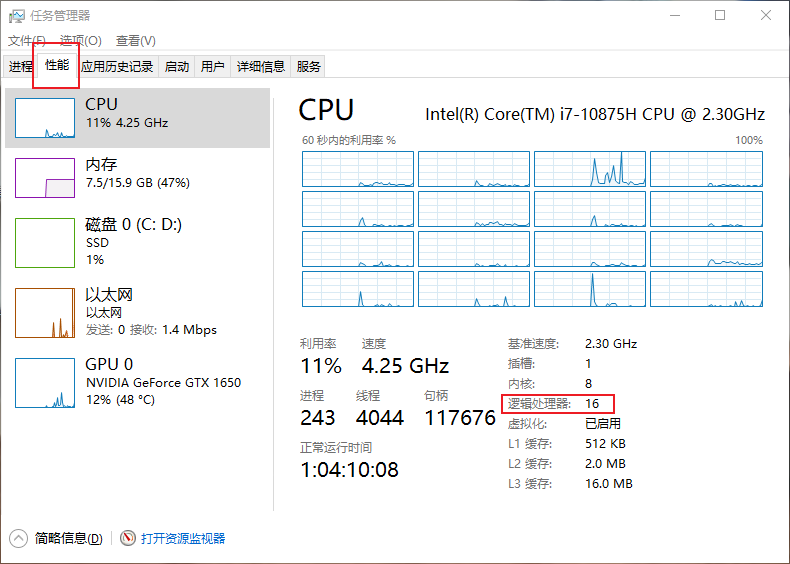 任务管理器
文件(F) 选项(O) 查看(V)
进程 性能 应用历史记录 启动 用户 详细信息 服务
CPU
11% 4.25 GHz
内存
7.5/15.9 GB (47%)
磁盘 0 (C: D:)
SSD
1%
以太网
以太网
发送: 0 接收: 1.4 Mbps
GPU 0
NVIDIA GeForce GTX 1650
12% (48 °C)
CPU Intel(R) Core(TM) i7-10875H CPU @ 2.30GHz
60 秒内的利用率 % 100%
利用率 速度
11% 4.25 GHz
进程 线程 句柄
243 4044 117676
正常运行时间
1:04:10:08
基准速度: 2.30 GHz
插槽: 1
内核: 8
逻辑处理器: 16
虚拟化: 已启用
L1 缓存: 512 KB
L2 缓存: 2.0 MB
L3 缓存: 16.0 MB
简略信息(D) 打开资源监视器